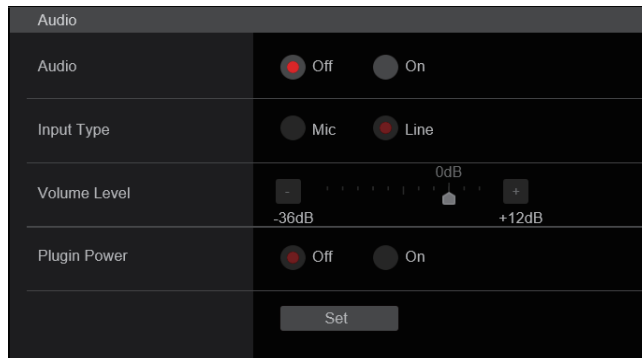 Audio
Audio Off On
Input Type Mic Line
0dB
Volume Level - +
-36dB +12dB
Plugin Power Off On
Set